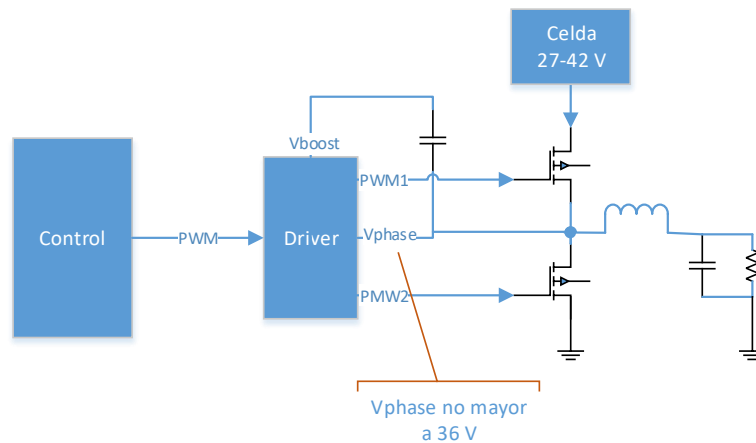 Celda
27-42 V
Vboost
PWM1
Control
PWM
Driver
Vphase
PMW2
Vphase no mayor
a 36 V